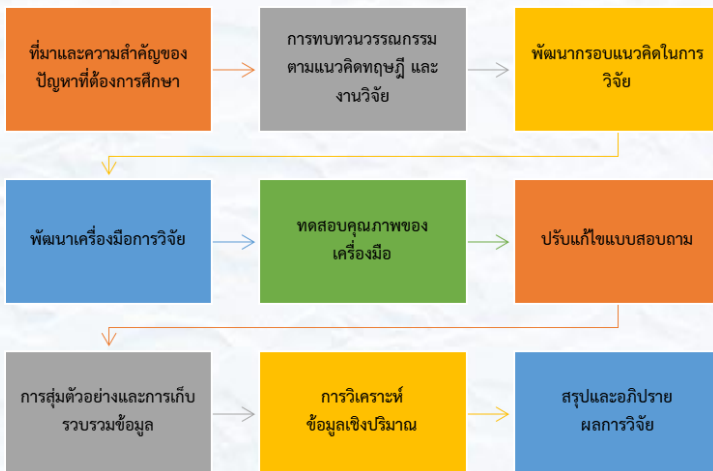 ที่มาและความสำคัญของ
ปัญหาที่ต้องการศึกษา
การทบทวนวรรณกรรม
ตามแนวคิดทฤษฎี และ
งานวิจัย
พัฒนากรอบแนวคิดในการ
วิจัย
พัฒนาเครื่องมือการวิจัย
ทดสอบคุณภาพของ
เครื่องมือ
ปรับแก้ไขแบบสอบถาม
การสุ่มตัวอย่างและการเก็บ
รวบรวมข้อมูล
การวิเคราะห์
ข้อมูลเชิงปริมาณ
สรุปและอภิปราย
ผลการวิจัย